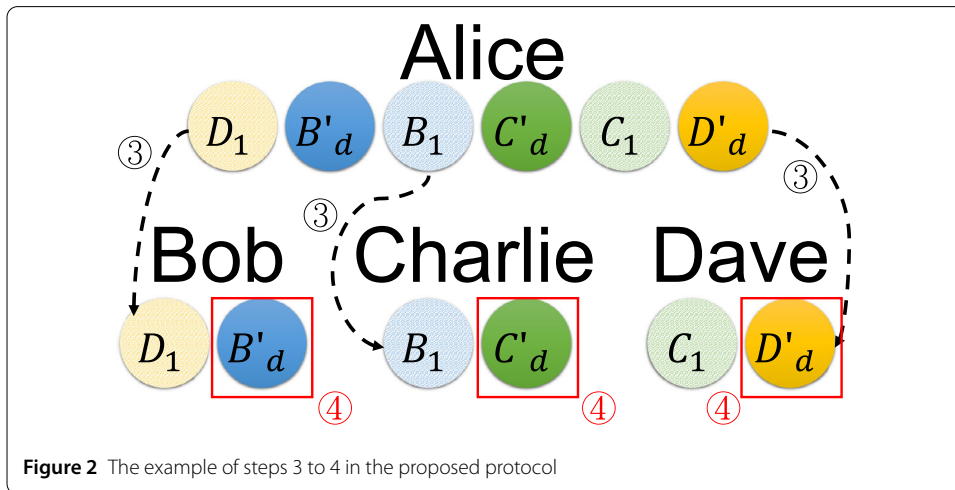 Alice
D₁ B'd B₁ C'd C₁ D'd
③ ③ ③
Bob Charlie Dave
D₁ B'd B₁ C'd C₁ D'd
④ ④ ④
Figure 2 The example of steps 3 to 4 in the proposed protocol